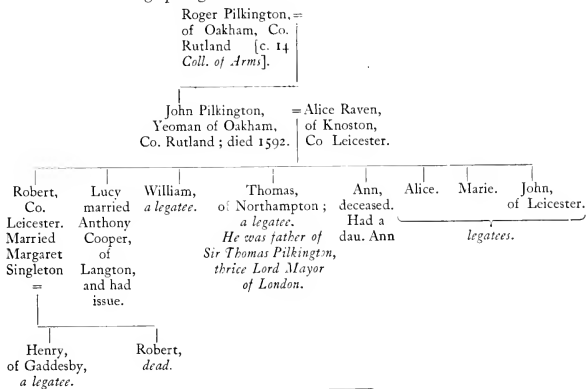 Roger Pilkington, =
of Oakham, Co.
Rutland [c. 14
Coll. of Arms].
John Pilkington,
Yeoman of Oakham,
Co. Rutland ; died 1592.
= Alice Raven,
of Knoston,
Co Leicester.
Robert,
Co.
Leicester.
Married
Margaret
Singleton
=
Lucy
married
Anthony
Cooper,
of
Langton,
and had
issue.
William,
a legatee.
Thomas,
of Northampton ;
a legatee.
He was father of
Sir Thomas Pilkington,
thrice Lord Mayor
of London.
Ann,
deceased.
Had a
dau. Ann
Alice.
Marie.
John,
of Leicester.
legatees.
Henry,
of Gaddesby,
a legatee.
Robert,
dead.